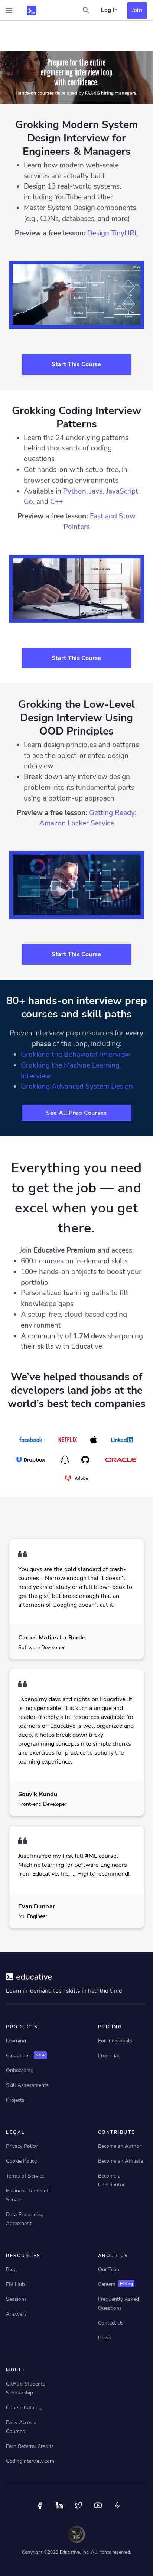 Log In
Join
Prepare for the entire
engineering interview loop
with confidence.
Hands-on courses developed by FAANG hiring managers.
Grokking Modern System
Design Interview for
Engineers & Managers
Learn how modern web-scale
services are actually built
Design 13 real-world systems,
including YouTube and Uber
Master System Design Components
(e.g., CDNs, databases, and more)
Preview a free lesson: Design TinyURL
Start This Course
Grokking Coding Interview
Patterns
Learn the 24 underlying patterns
behind thousands of coding
questions
Get hands-on with setup-free, in-
browser coding environments
Available in Python, Java, JavaScript,
Go, and C++
Preview a free lesson: Fast and Slow
Pointers
Start This Course
Grokking the Low-Level
Design Interview Using
OOD Principles
Learn design principles and patterns
to ace the object-oriented design
interview
Break down any interview design
problem into its fundamental parts
using a bottom-up approach
Preview a free lesson: Getting Ready:
Amazon Locker Service
Start This Course
80+ hands-on interview prep
courses and skill paths
Proven interview prep resources for every
phase of the loop, including:
Grokking the Behavioral Interview
Grokking the Machine Learning
Interview
Grokking Advanced System Design
See All Prep Courses
Everything you need
to get the job — and
excel when you get
there.
Join Educative Premium and access:
600+ courses on in-demand skills
100+ hands-on projects to boost your
portfolio
Personalized learning paths to fill
knowledge gaps
A setup-free, cloud-based coding
environment
A community of 1.7M devs sharpening
their skills with Educative
We've helped thousands of
developers land jobs at the
world's best tech companies
facebook
NETFLIX
LinkedIn
Dropbox
ORACLE
Adobe
You guys are the gold standard of crash-
courses... Narrow enough that it doesn't
need years of study or a full blown book to
get the gist, but broad enough that an
afternoon of Googling doesn't cut it.
Carlos Matias La Borde
Software Developer
I spend my days and nights on Educative. It
is indispensable. It is such a unique and
reader-friendly site, resources available for
learners on Educative is well organized and
deep, it helps break down tricky
programming concepts into simple chunks
and exercises for practice to solidify the
learning experience.
Souvik Kundu
Front-end Developer
Just finished my first full #ML course:
Machine learning for Software Engineers
from Educative, Inc. ... Highly recommend!
Evan Dunbar
ML Engineer
educative
Learn in-demand tech skills in half the time
PRODUCTS
Learning
CloudLabs New
Onboarding
Skill Assessments
Projects
PRICING
For Individuals
Free Trial
LEGAL
Privacy Policy
Cookie Policy
Terms of Service
Business Terms of
Service
Data Processing
Agreement
CONTRIBUTE
Become an Author
Become an Affiliate
Become a
Contributor
RESOURCES
Blog
EM Hub
Sessions
Answers
ABOUT US
Our Team
Careers Hiring
Frequently Asked
Questions
Contact Us
Press
MORE
GitHub Students
Scholarship
Course Catalog
Early Access
Courses
Earn Referral Credits
CodingInterview.com
Copyright ©2023 Educative, Inc. All rights reserved.